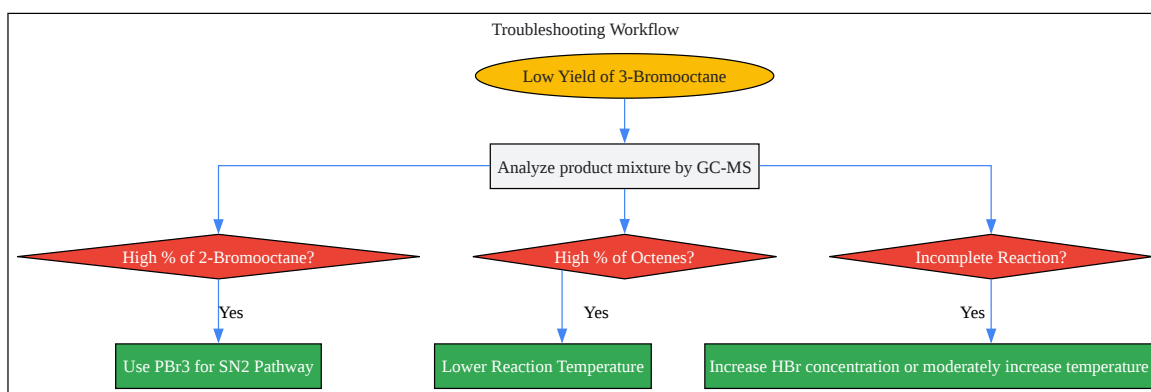 Troubleshooting Workflow
Low Yield of 3-Bromooctane
Analyze product mixture by GC-MS
High % of 2-Bromooctane?
High % of Octenes?
Incomplete Reaction?
Yes
Yes
Yes
Use PBr3 for SN2 Pathway
Lower Reaction Temperature
Increase HBr concentration or moderately increase temperature